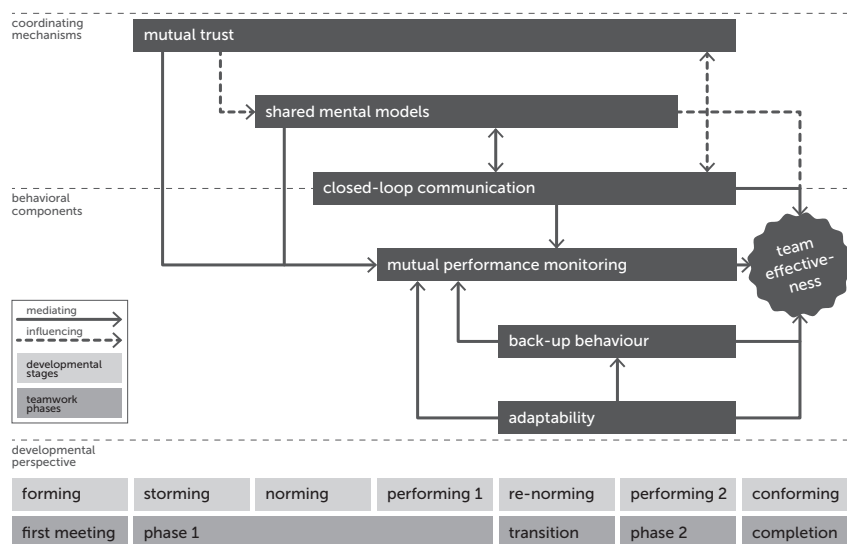 coordinating
mechanisms
mutual trust
shared mental models
closed-loop communication
behavioral
components
mutual performance monitoring
team
effective-
ness
mediating
influencing
developmental
stages
teamwork
phases
back-up behaviour
adaptability
developmental
perspective
forming
storming
norming
performing 1
re-norming
performing 2
conforming
first meeting
phase 1
transition
phase 2
completion